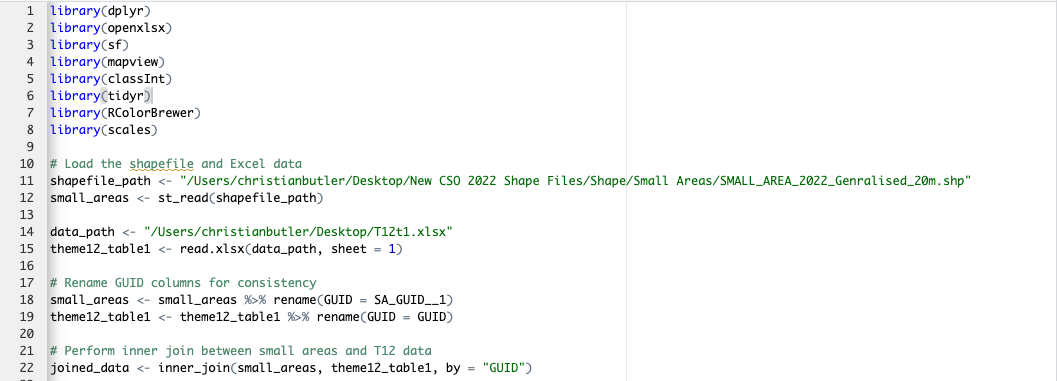 1 library(dplyr)
2 library(openxlsx)
3 library(sf)
4 library(mapview)
5 library(classInt)
6 library(tidyr)
7 library(RColorBrewer)
8 library(scales)
9
10 # Load the shapefile and Excel data
11 shapefile_path <- "/Users/christianbutler/Desktop/New CSO 2022 Shape Files/Shape/Small Areas/SMALL_AREA_2022_Genralised_20m.shp"
12 small_areas <- st_read(shapefile_path)
13
14 data_path <- "/Users/christianbutler/Desktop/T12t1.xlsx"
15 theme12_table1 <- read.xlsx(data_path, sheet = 1)
16
17 # Rename GUID columns for consistency
18 small_areas <- small_areas %>% rename(GUID = SA_GUID__1)
19 theme12_table1 <- theme12_table1 %>% rename(GUID = GUID)
20
21 # Perform inner join between small areas and T12 data
22 joined_data <- inner_join(small_areas, theme12_table1, by = "GUID")